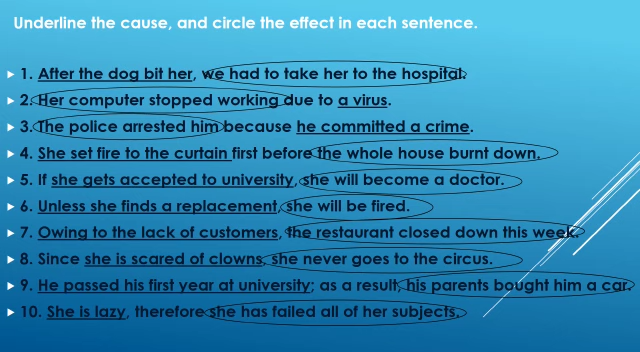 Underline the cause, and circle the effect in each sentence.
1. After the dog bit her, we had to take her to the hospital.
2. Her computer stopped working due to a virus.
3. The police arrested him because he committed a crime.
4. She set fire to the curtain first before the whole house burnt down.
5. If she gets accepted to university, she will become a doctor.
6. Unless she finds a replacement, she will be fired.
7. Owing to the lack of customers, the restaurant closed down this week.
8. Since she is scared of clowns, she never goes to the circus.
9. He passed his first year at university; as a result, his parents bought him a car.
10. She is lazy, therefore she has failed all of her subjects.